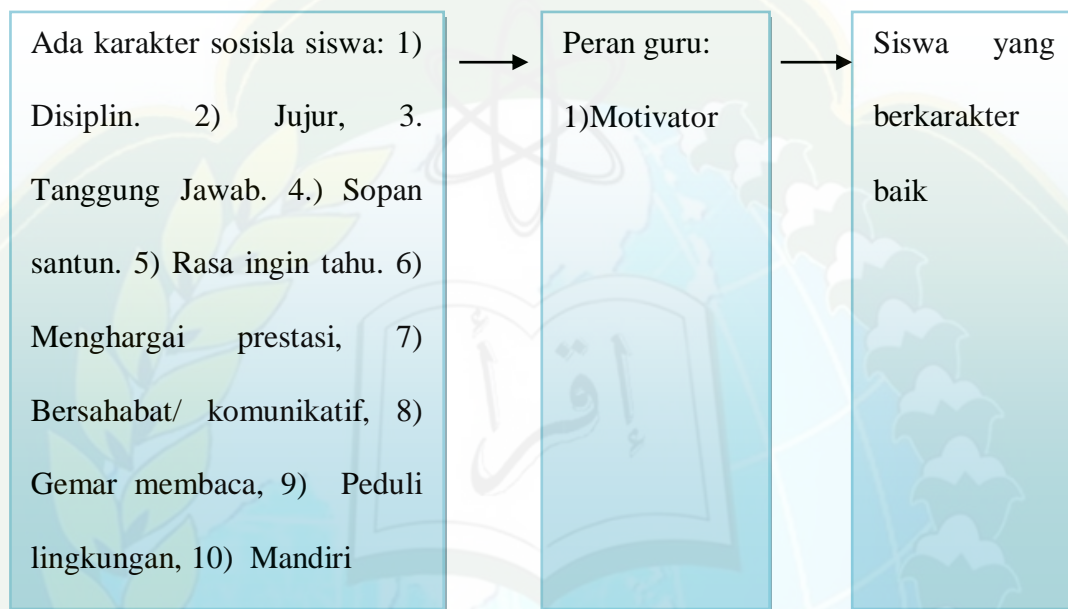 Ada karakter sosisla siswa: 1)
Disiplin. 2) Jujur, 3.
Tanggung Jawab. 4.) Sopan
santun. 5) Rasa ingin tahu. 6)
Menghargai prestasi, 7)
Bersahabat/ komunikatif, 8)
Gemar membaca, 9) Peduli
lingkungan, 10) Mandiri
Peran guru:
1)Motivator
Siswa yang
berkarakter
baik
إقرأ